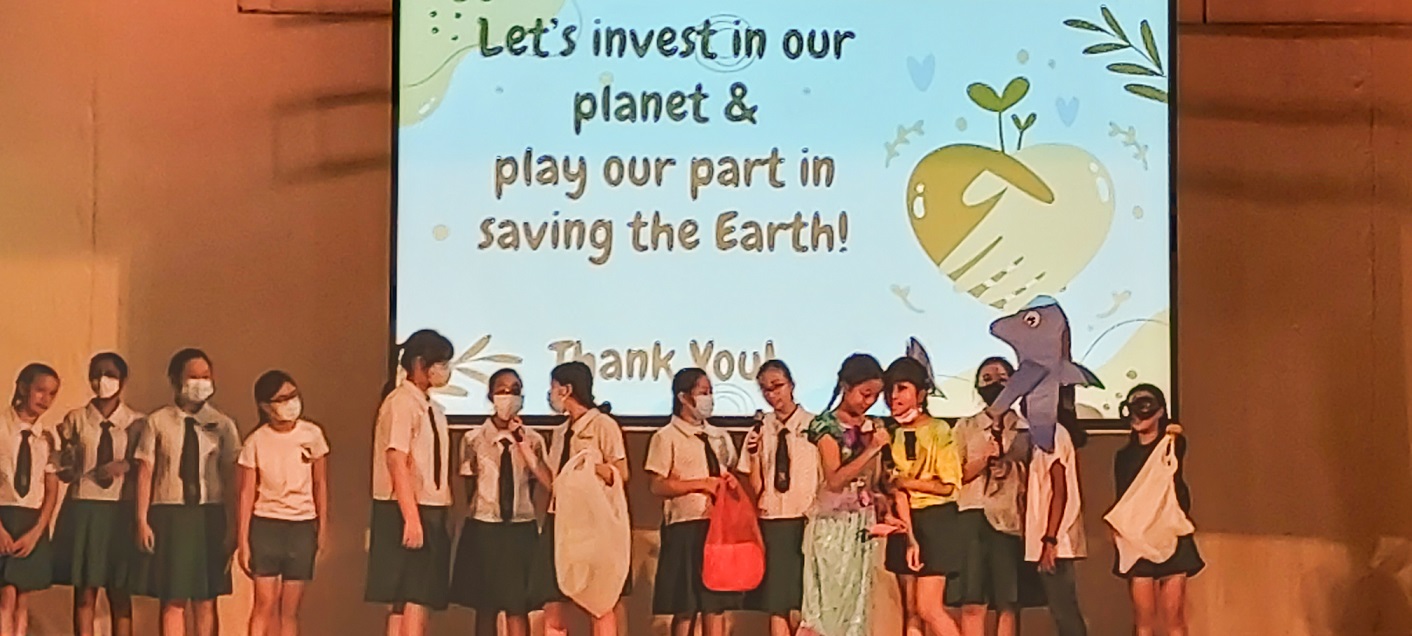 Let's invest in our
planet &
play our part in
saving the Earth!
Thank You!